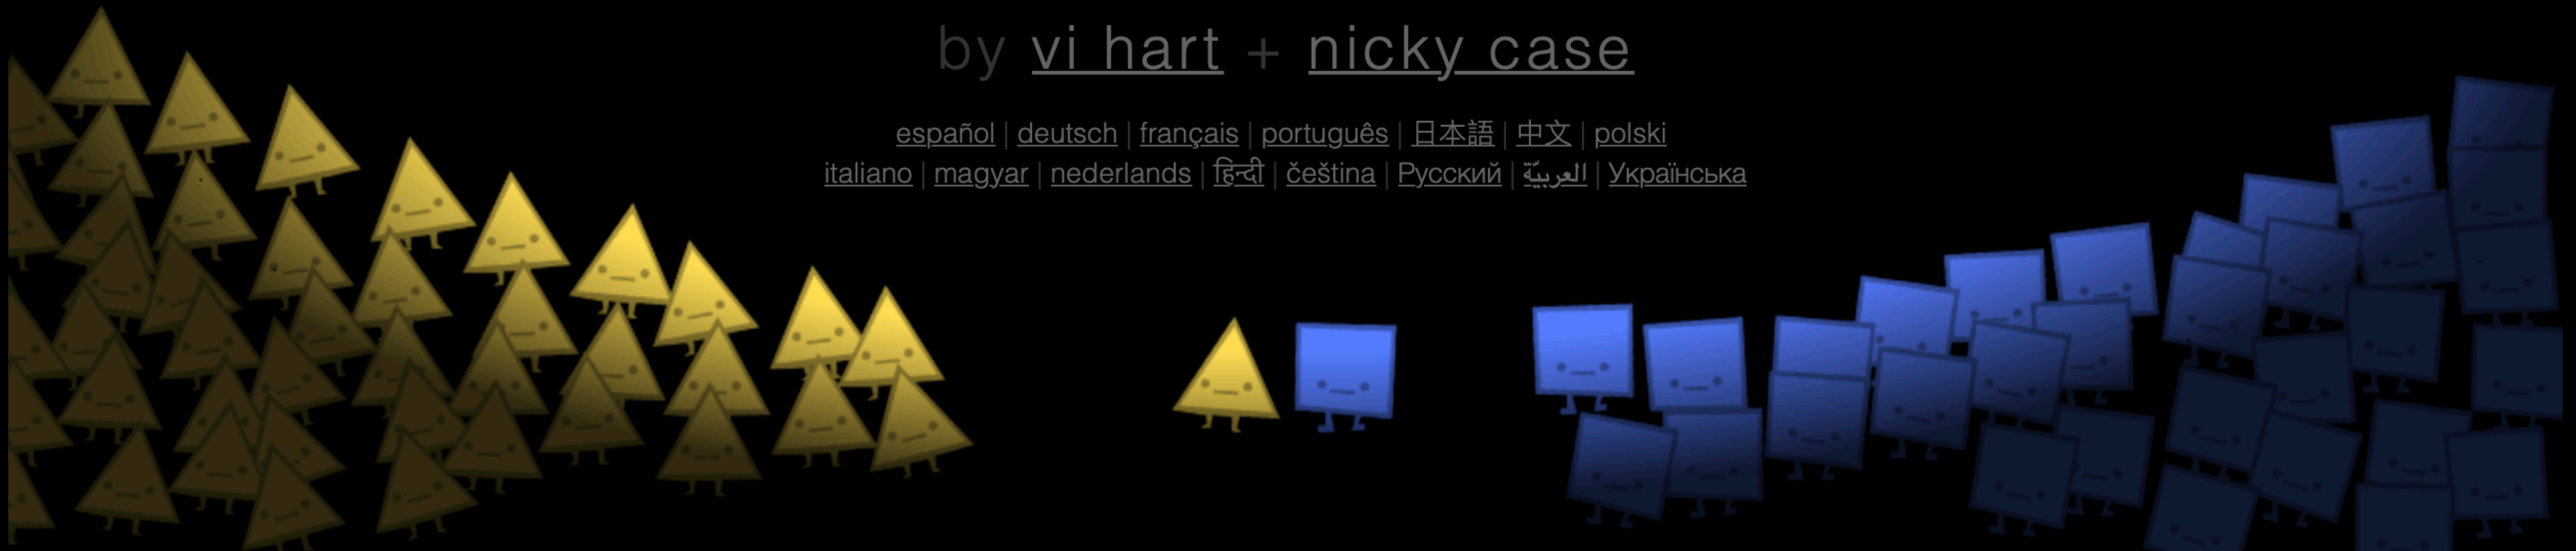 by vi hart + nicky case
español | deutsch | français | português | 日本語 | 中文 | polski
italiano | magyar | nederlands | हिन्दी | čeština | Русский | العربيّة | Українська